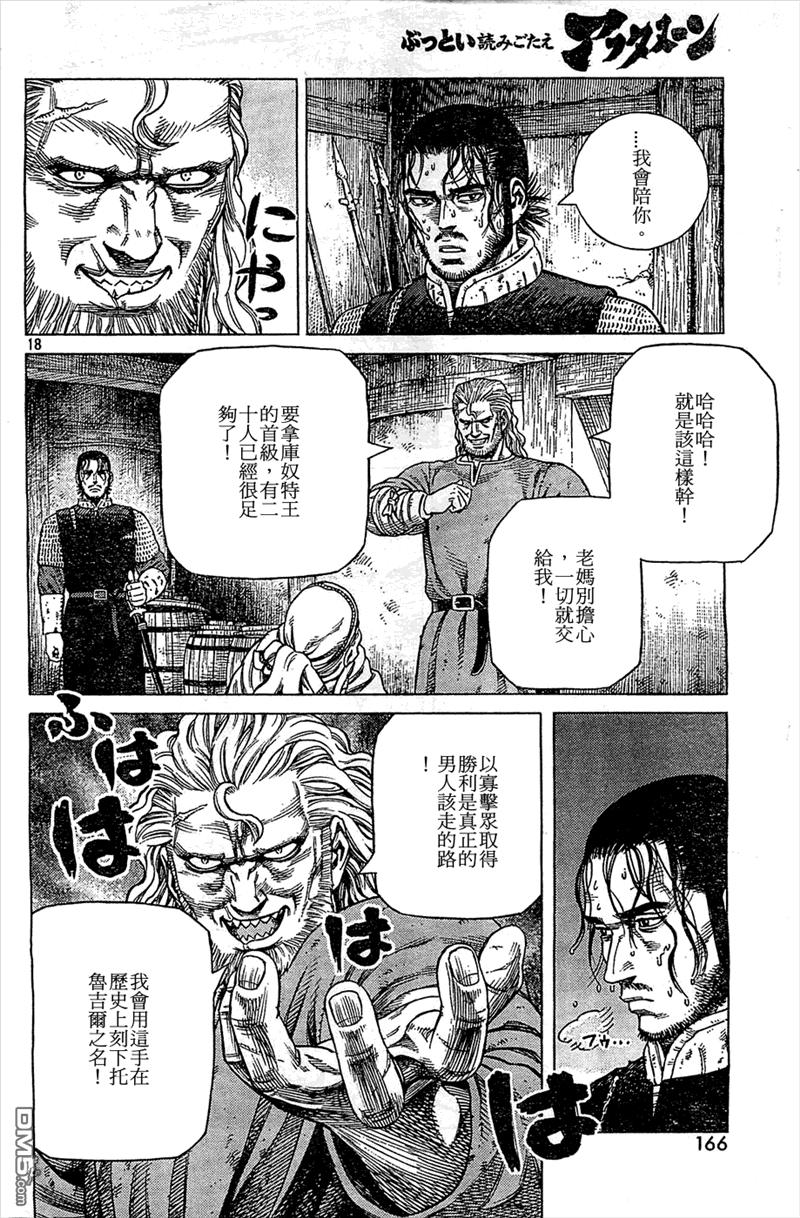 ぶっとい読みごたえ アフタヌーン
……我會陪你。
にやっ
18
哈哈哈！
就是該這樣幹！
老媽別擔心
，一切就交
給我！
要拿庫奴特王
的首級，有二
十人已經很足
夠了！
フゥ…
以寡擊眾取得
勝利是真正的
男人該走的路
！
ふはは
は
は
は
我會用這手在
歷史上刻下托
魯吉爾之名！
166
DM5.com